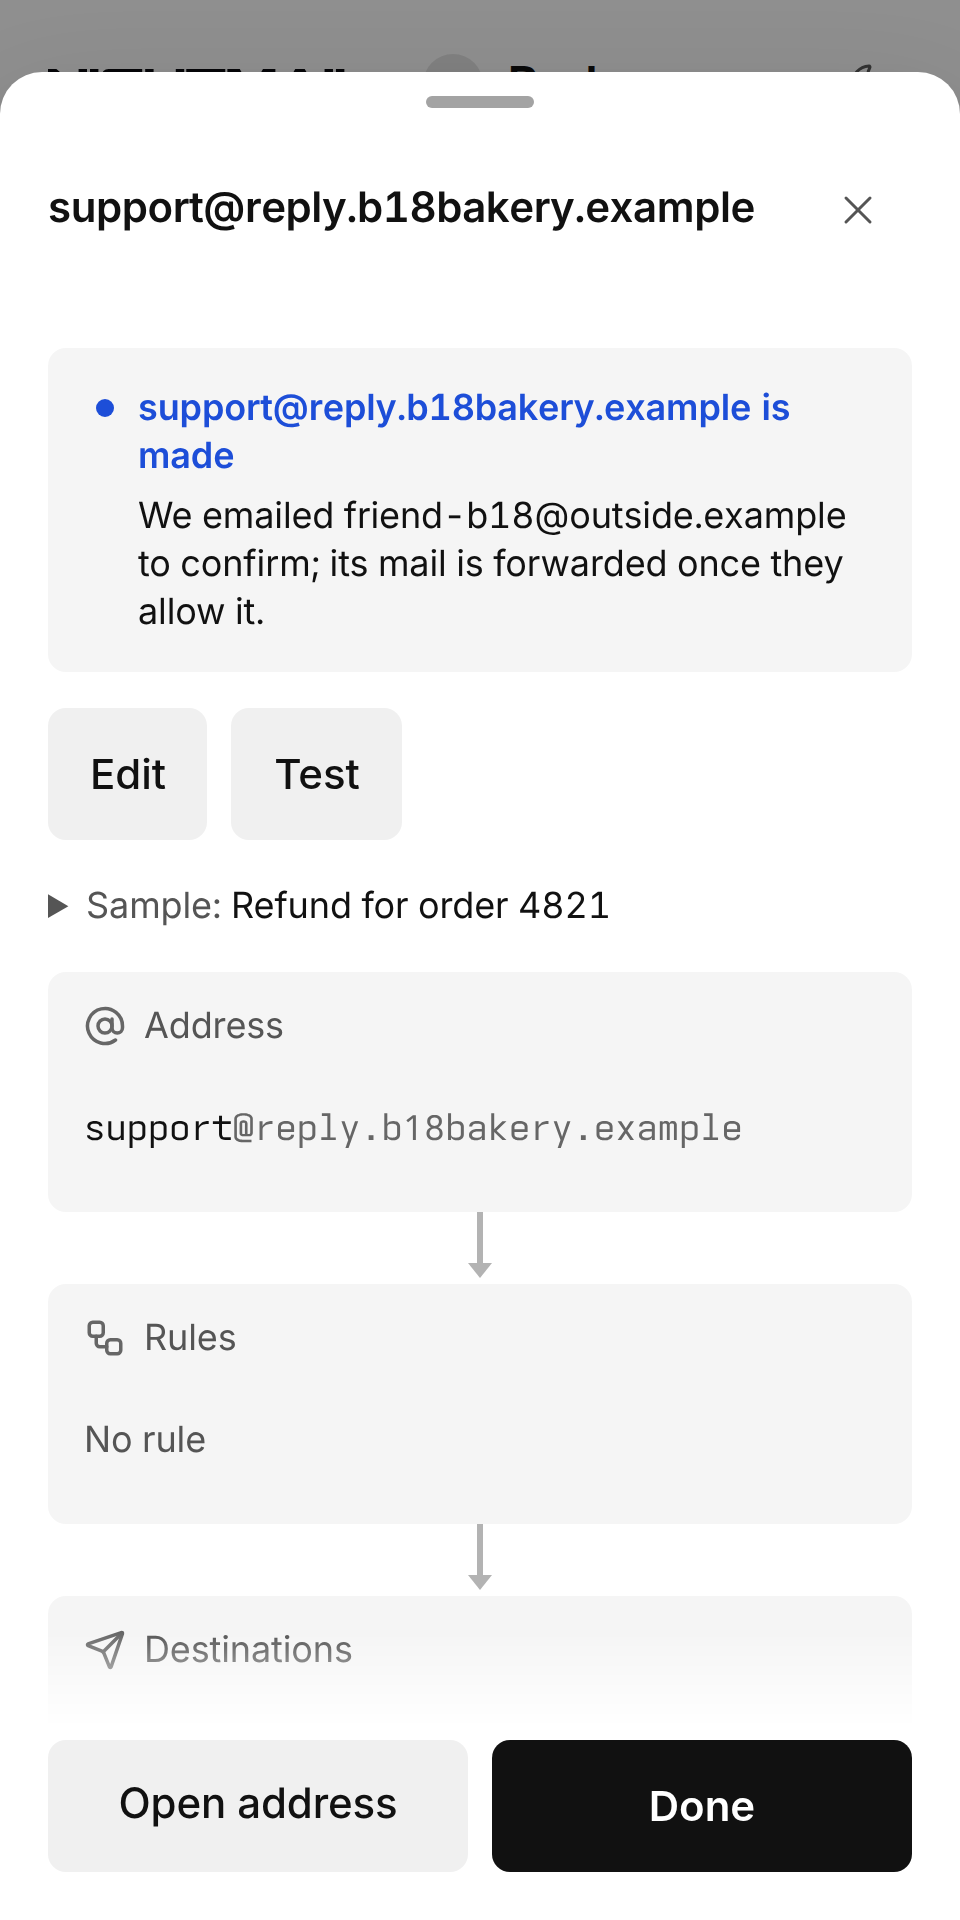 support@reply.b18bakery.example
support@reply.b18bakery.example is
made
We emailed friend-b18@outside.example
to confirm; its mail is forwarded once they
allow it.
Edit
Test
Sample: Refund for order 4821
Address
support@reply.b18bakery.example
Rules
No rule
Destinations
Open address
Done